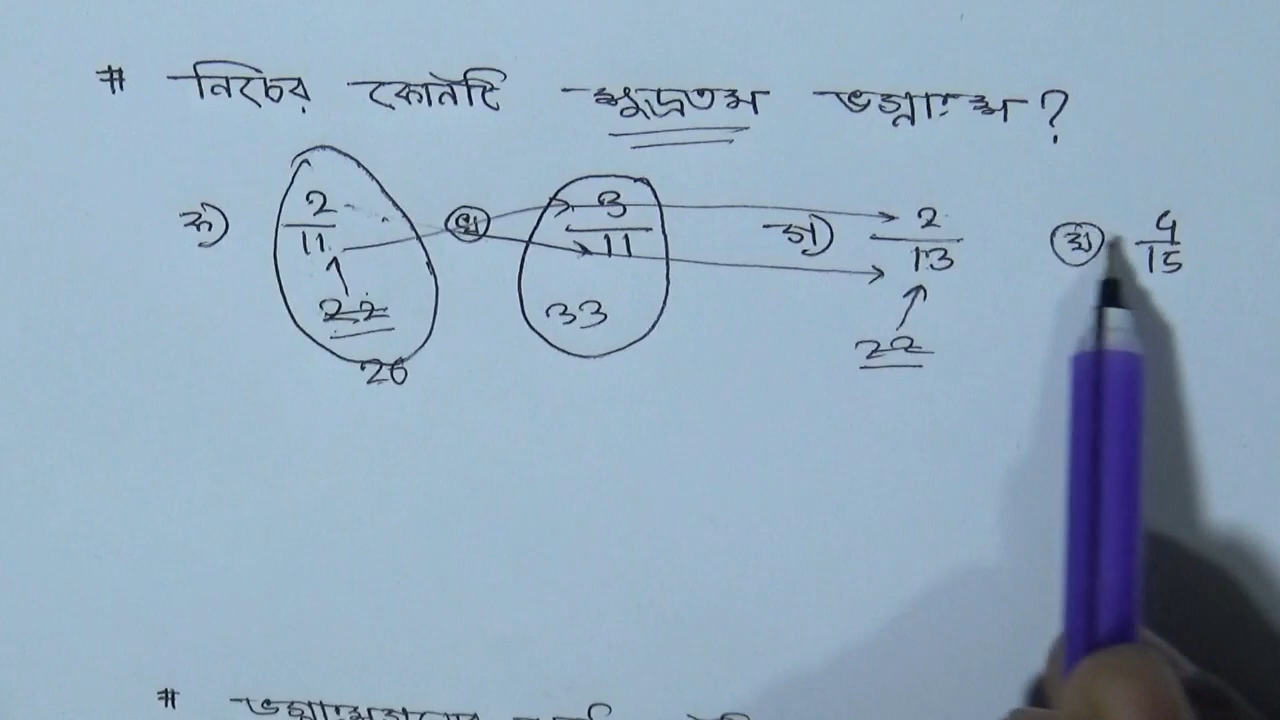 # নিচের কোনটি ক্ষুদ্রতম ভগ্নাংশ?
ক) 2/11 খ) 3/11 গ) 2/13 ঘ) 4/15
22 33 22
26
#